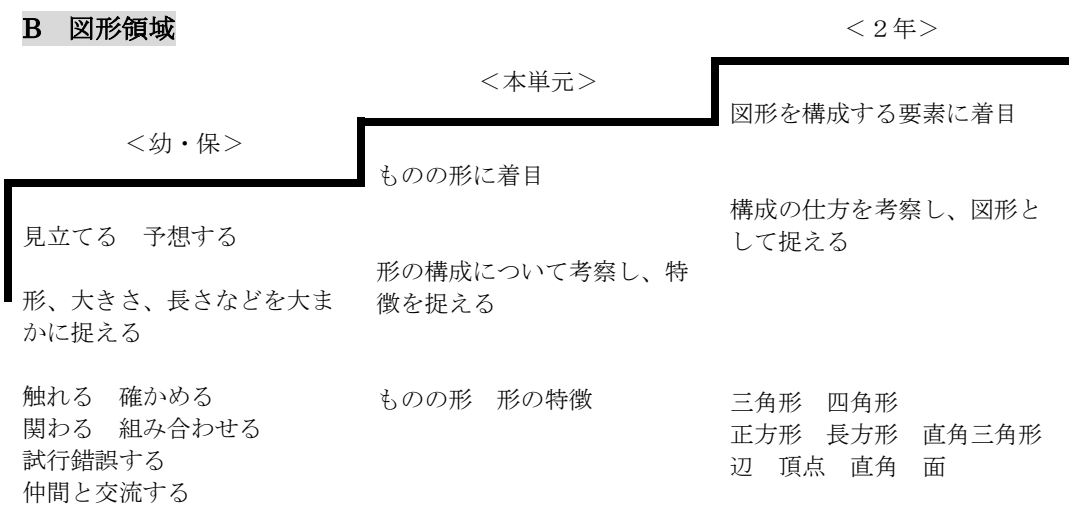 B　図形領域
＜幼・保＞
見立てる　予想する
形、大きさ、長さなどを大ま
かに捉える
触れる　確かめる
関わる　組み合わせる
試行錯誤する
仲間と交流する
＜本単元＞
ものの形に着目
形の構成について考察し、特
徴を捉える
ものの形　形の特徴
＜２年＞
図形を構成する要素に着目
構成の仕方を考察し、図形と
して捉える
三角形　四角形
正方形　長方形　直角三角形
辺　頂点　直角　面